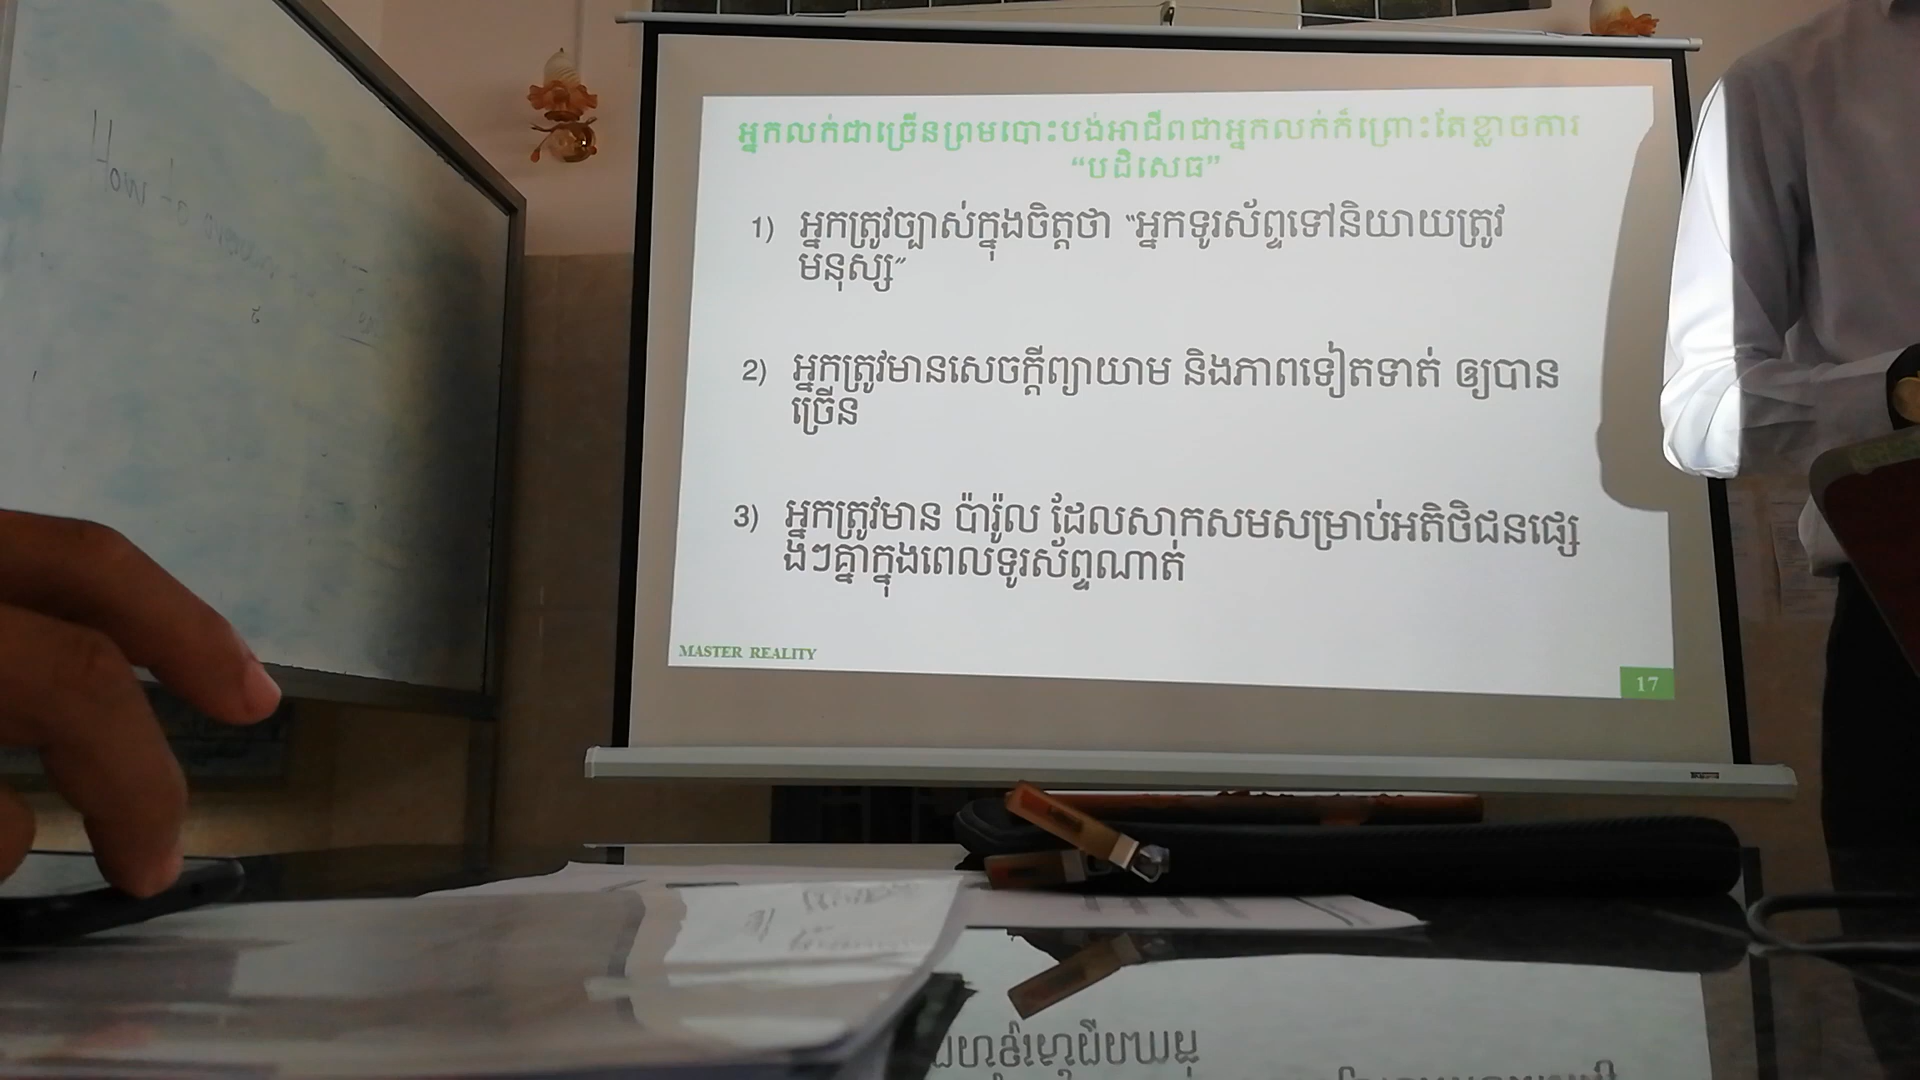 អ្នកលក់ជាច្រើនព្រមបោះបង់អាជីពជាអ្នកលក់ក៏ព្រោះតែខ្លាចការ
“បដិសេធ”
1) អ្នកត្រូវច្បាស់ក្នុងចិត្តថា “អ្នកទូរស័ព្ទទៅនិយាយត្រូវ
មនុស្ស”
2) អ្នកត្រូវមានសេចក្ដីព្យាយាម និងភាពទៀតទាត់ ឲ្យបាន
ច្រើន
3) អ្នកត្រូវមាន ប៉ារ៉ូល ដែលសាកសមសម្រាប់អតិថិជនផ្សេ
ងៗគ្នាក្នុងពេលទូរស័ព្ទណាត់
MASTER REALITY
17
How